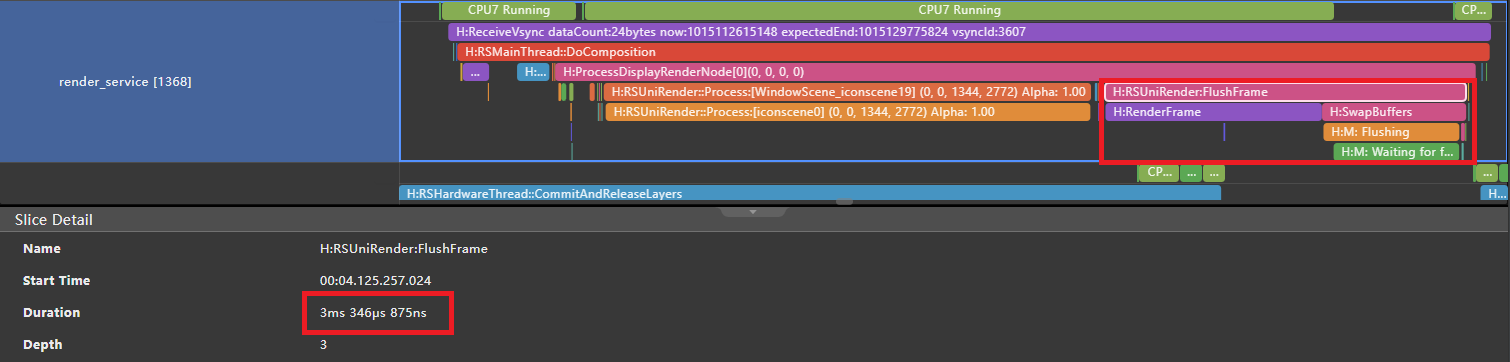 CPU7 Running
CPU7 Running
CP...
H:ReceiveVsync dataCount:24bytes now:1015112615148 expectedEnd:1015129775824 vsyncId:3607
H:RSMainThread::DoComposition
render_service [1368]
...
H:...
H:ProcessDisplayRenderNode[0](0, 0, 0, 0)
H:RSUniRender::Process:[WindowScene_iconscene19] (0, 0, 1344, 2772) Alpha: 1.00
H:RSUniRender:FlushFrame
H:RSUniRender::Process:[iconscene0] (0, 0, 1344, 2772) Alpha: 1.00
H:RenderFrame
H:SwapBuffers
H:M: Flushing
H:M: Waiting for f...
CP...
...
...
...
H:RSHardwareThread::CommitAndReleaseLayers
H...
Slice Detail
Name
H:RSUniRender:FlushFrame
Start Time
00:04.125.257.024
Duration
3ms 346μs 875ns
Depth
3